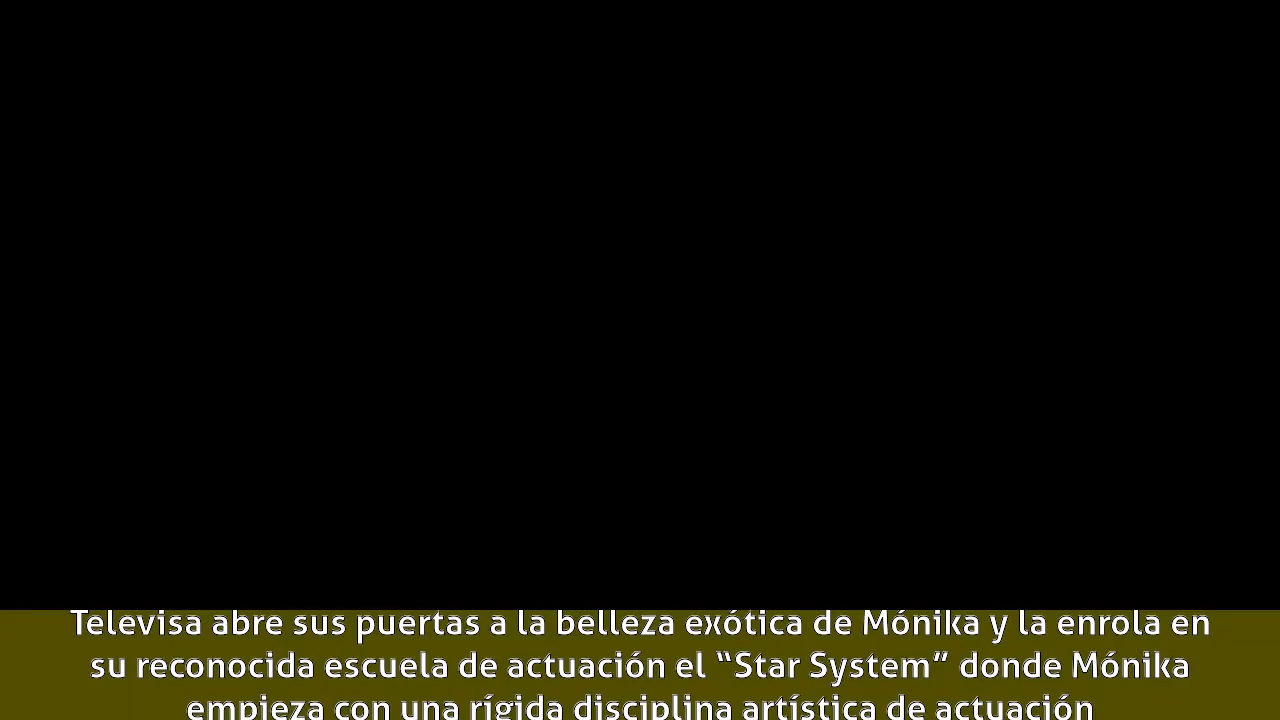 Televisa abre sus puertas a la belleza exótica de Mónika y la enrola en
su reconocida escuela de actuación el “Star System” donde Mónika
empieza con una rígida disciplina artística de actuación